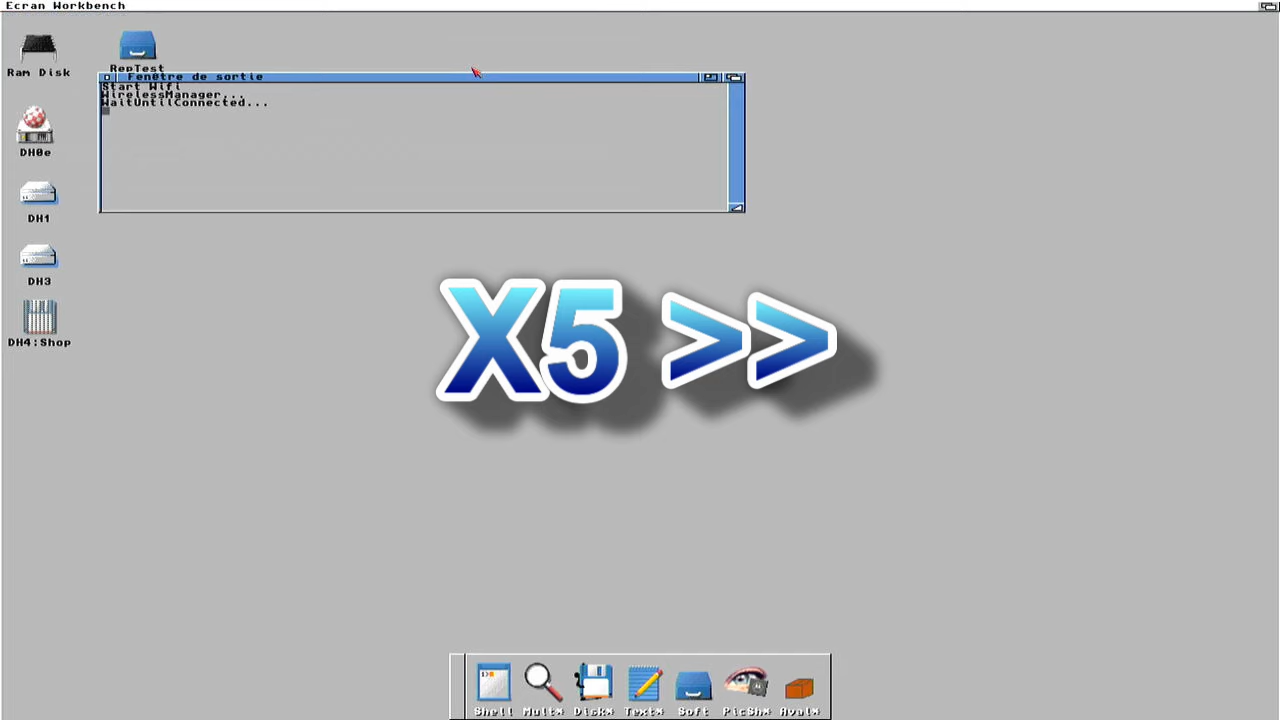 Ecran Workbench
Ram Disk
RepTest
Fenêtre de sortie
Start Wifi
WirelessManager...
WaitUntilConnected...
DH0e
DH1
DH3
DH4:Shop
X5 >>
Shell
Mult*
Disk*
Text*
Soft
PicSh*
Aval*